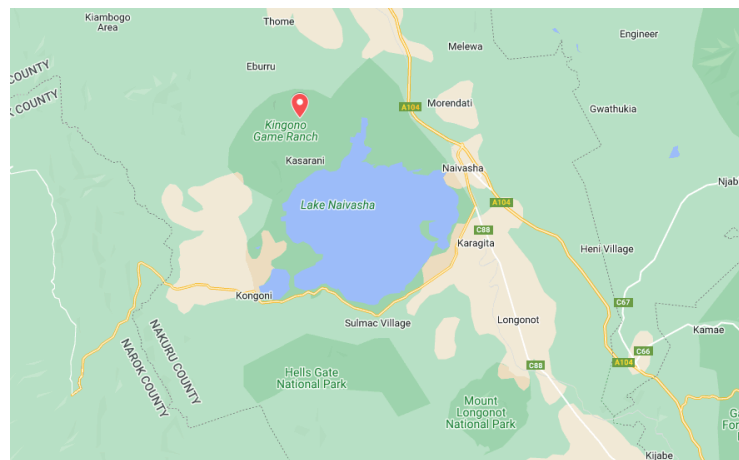 Kiambogo
Area
Thome
Engineer
Melewa
Eburru
COUNTY
COUNTY
A104
Morendati
Gwathukia
Kingono
Game Ranch
Kasarani
Naivasha
Lake Naivasha
A104
C88
Karagita
Heni Village
Kongoni
C67
Sulmac Village
Longonot
Kamae
C66
A104
C88
NAKURU COUNTY
NAROK COUNTY
Hells Gate
National Park
Mount
Longonot
National Park
Kijabe